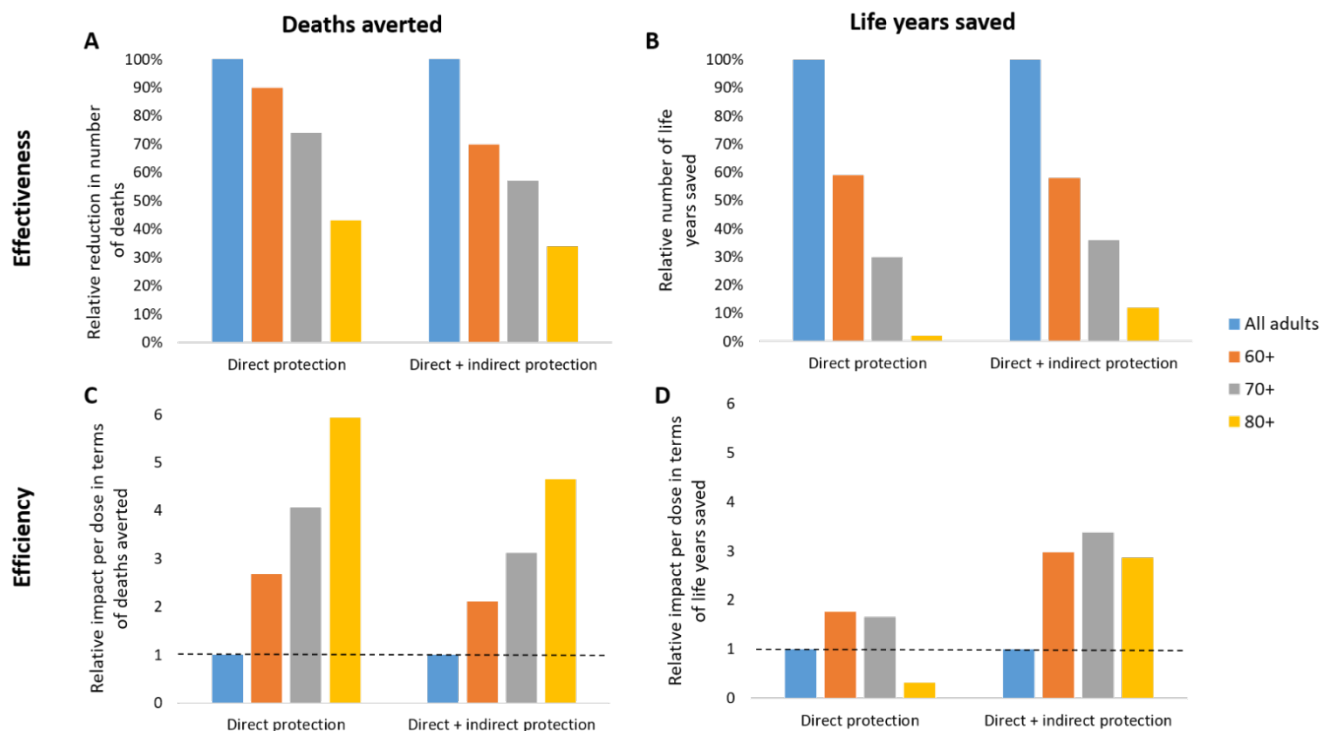 Deaths averted
Life years saved
Effectiveness
Efficiency
A
Relative reduction in number
of deaths
100%
90%
80%
70%
60%
50%
40%
30%
20%
10%
0%
Direct protection
Direct + indirect protection
B
Relative number of life
years saved
100%
90%
80%
70%
60%
50%
40%
30%
20%
10%
0%
Direct protection
Direct + indirect protection
All adults
60+
70+
80+
C
Relative impact per dose in terms
of deaths averted
6
5
4
3
2
1
0
Direct protection
Direct + indirect protection
D
Relative impact per dose in terms
of life years saved
6
5
4
3
2
1
0
Direct protection
Direct + indirect protection